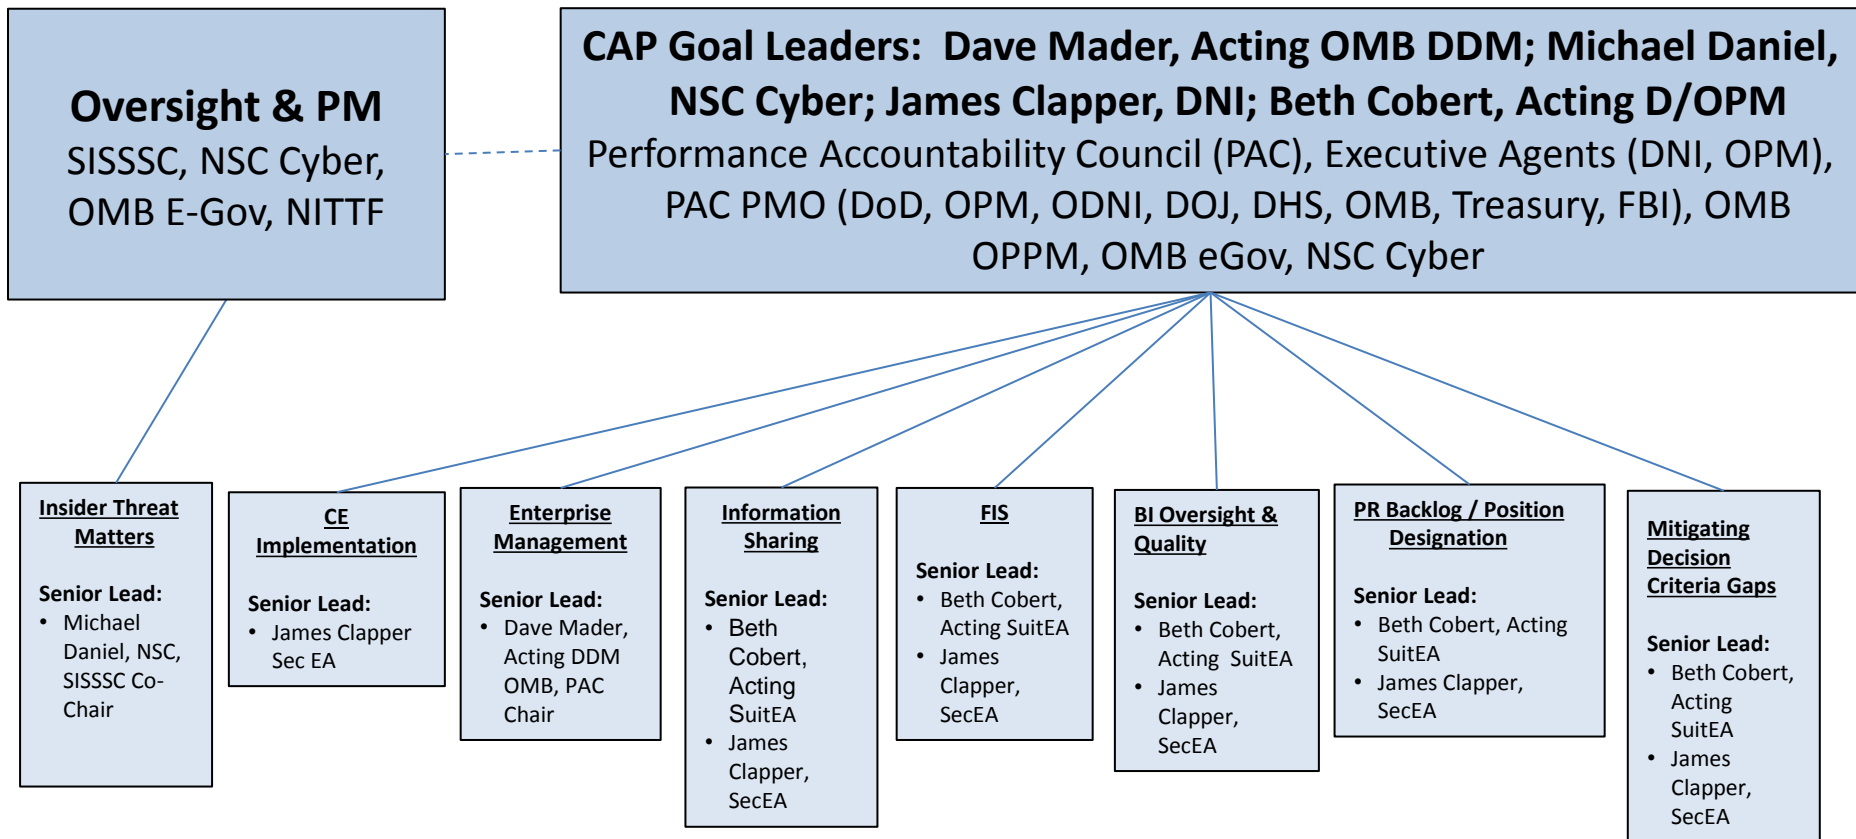 Oversight & PM
SISSSC, NSC Cyber,
OMB E-Gov, NITTF
CAP Goal Leaders: Dave Mader, Acting OMB DDM; Michael Daniel,
NSC Cyber; James Clapper, DNI; Beth Cobert, Acting D/OPM
Performance Accountability Council (PAC), Executive Agents (DNI, OPM),
PAC PMO (DoD, OPM, ODNI, DOJ, DHS, OMB, Treasury, FBI), OMB
OPPM, OMB eGov, NSC Cyber
Insider Threat
Matters
Senior Lead:
• Michael
Daniel, NSC,
SISSSC Co-
Chair
CE
Implementation
Senior Lead:
• James Clapper
Sec EA
Enterprise
Management
Senior Lead:
• Dave Mader,
Acting DDM
OMB, PAC
Chair
Information
Sharing
Senior Lead:
• Beth
Cobert,
Acting
SuitEA
• James
Clapper,
SecEA
FIS
Senior Lead:
• Beth Cobert,
Acting SuitEA
• James
Clapper,
SecEA
BI Oversight &
Quality
Senior Lead:
• Beth Cobert,
Acting SuitEA
• James
Clapper,
SecEA
PR Backlog / Position
Designation
Senior Lead:
• Beth Cobert, Acting
SuitEA
• James Clapper,
SecEA
Mitigating
Decision
Criteria Gaps
Senior Lead:
• Beth Cobert,
Acting
SuitEA
• James
Clapper,
SecEA